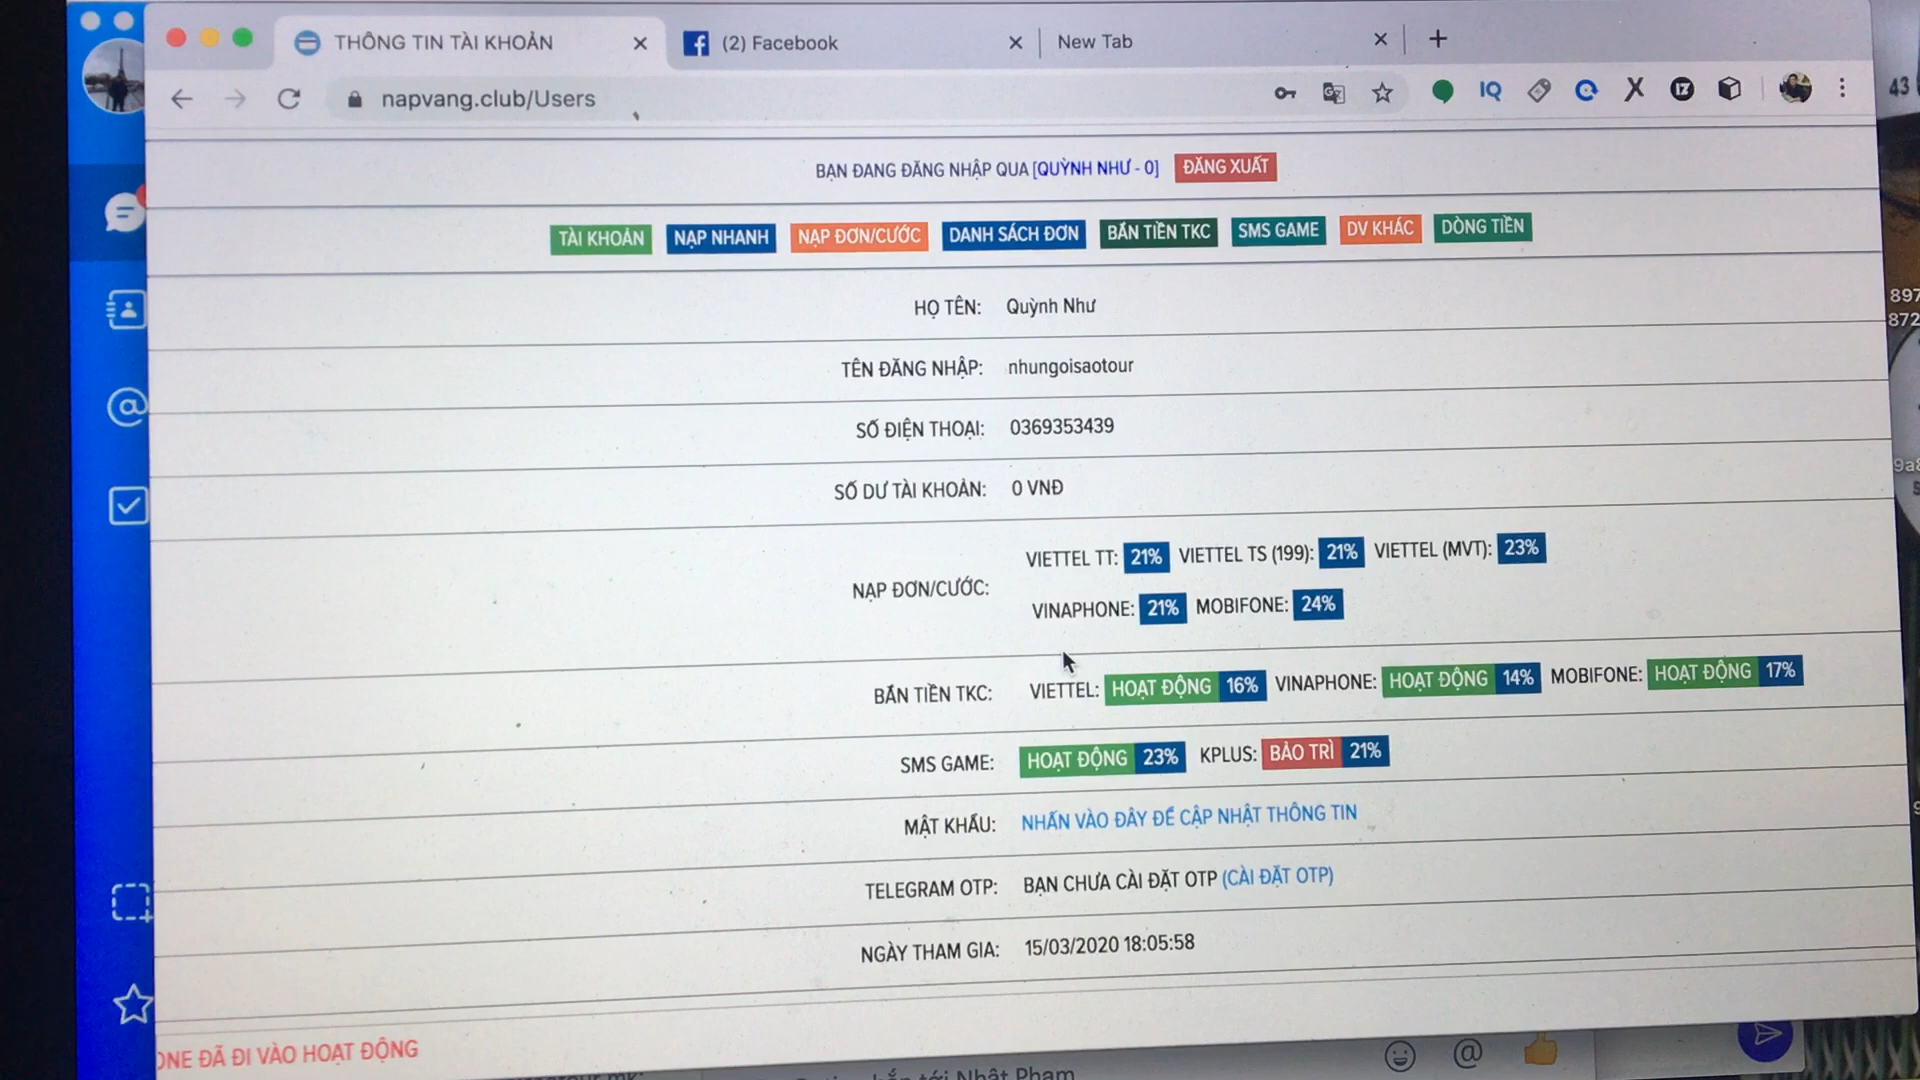 THÔNG TIN TÀI KHOẢN
(2) Facebook
New Tab
napvang.club/Users
IQ
43
BẠN ĐANG ĐĂNG NHẬP QUA [QUỲNH NHƯ - 0] ĐĂNG XUẤT
TÀI KHOẢN NẠP NHANH NẠP ĐƠN/CƯỚC DANH SÁCH ĐƠN BẮN TIỀN TKC SMS GAME DV KHÁC DÒNG TIỀN
HỌ TÊN: Quỳnh Như
897
872
TÊN ĐĂNG NHẬP: nhungoisaotour
SỐ ĐIỆN THOẠI: 0369353439
SỐ DƯ TÀI KHOẢN: 0 VNĐ
NẠP ĐƠN/CƯỚC: VIETTEL TT: 21% VIETTEL TS (199): 21% VIETTEL (MVT): 23%
VINAPHONE: 21% MOBIFONE: 24%
BẮN TIỀN TKC: VIETTEL: HOẠT ĐỘNG 16% VINAPHONE: HOẠT ĐỘNG 14% MOBIFONE: HOẠT ĐỘNG 17%
SMS GAME: HOẠT ĐỘNG 23% KPLUS: BẢO TRÌ 21%
MẬT KHẨU: NHẤN VÀO ĐÂY ĐỂ CẬP NHẬT THÔNG TIN
TELEGRAM OTP: BẠN CHƯA CÀI ĐẶT OTP (CÀI ĐẶT OTP)
NGÀY THAM GIA: 15/03/2020 18:05:58
ONE ĐÃ ĐI VÀO HOẠT ĐỘNG
tới Nhật Phạm